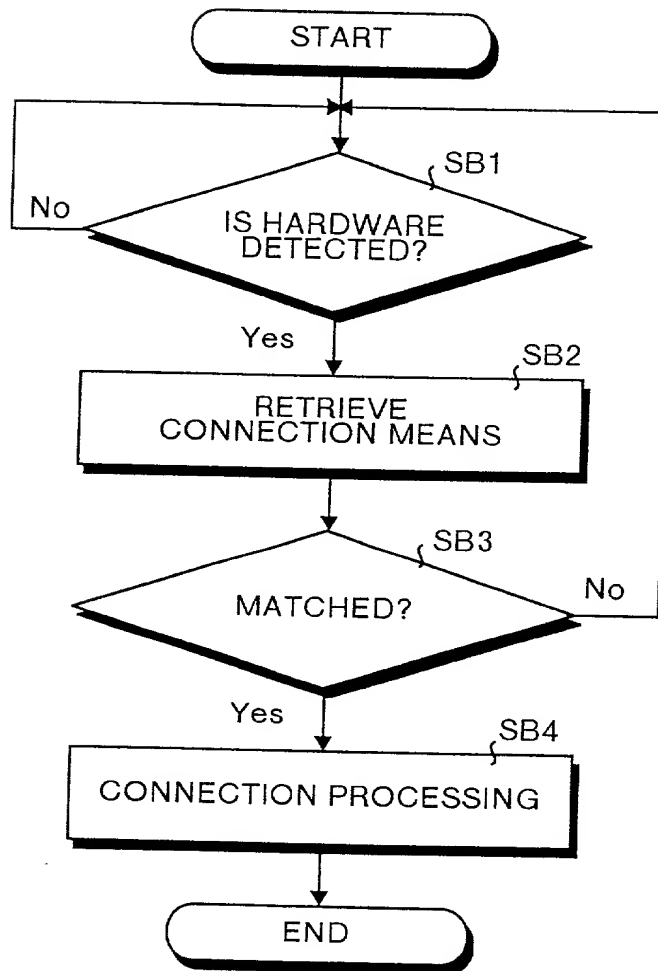 START
SB1
No
IS HARDWARE
DETECTED?
Yes
SB2
RETRIEVE
CONNECTION MEANS
SB3
MATCHED?
No
Yes
SB4
CONNECTION PROCESSING
END